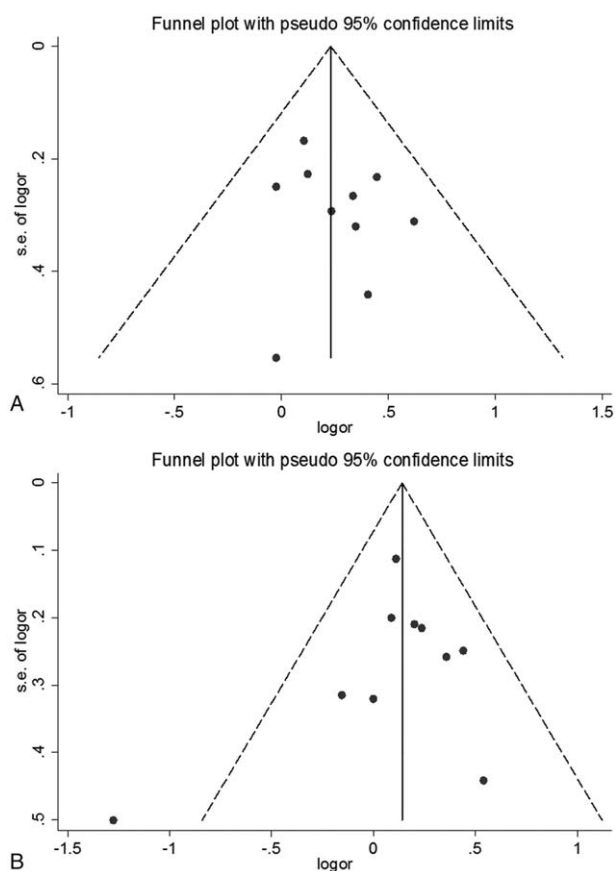 Funnel plot with pseudo 95% confidence limits
0
.2
.4
.6
s.e. of logor
A
-1 -.5 0 .5 1 1.5
logor
Funnel plot with pseudo 95% confidence limits
0
.1
.2
.3
.4
.5
s.e. of logor
B
-1.5 -1 -.5 0 .5 1
logor